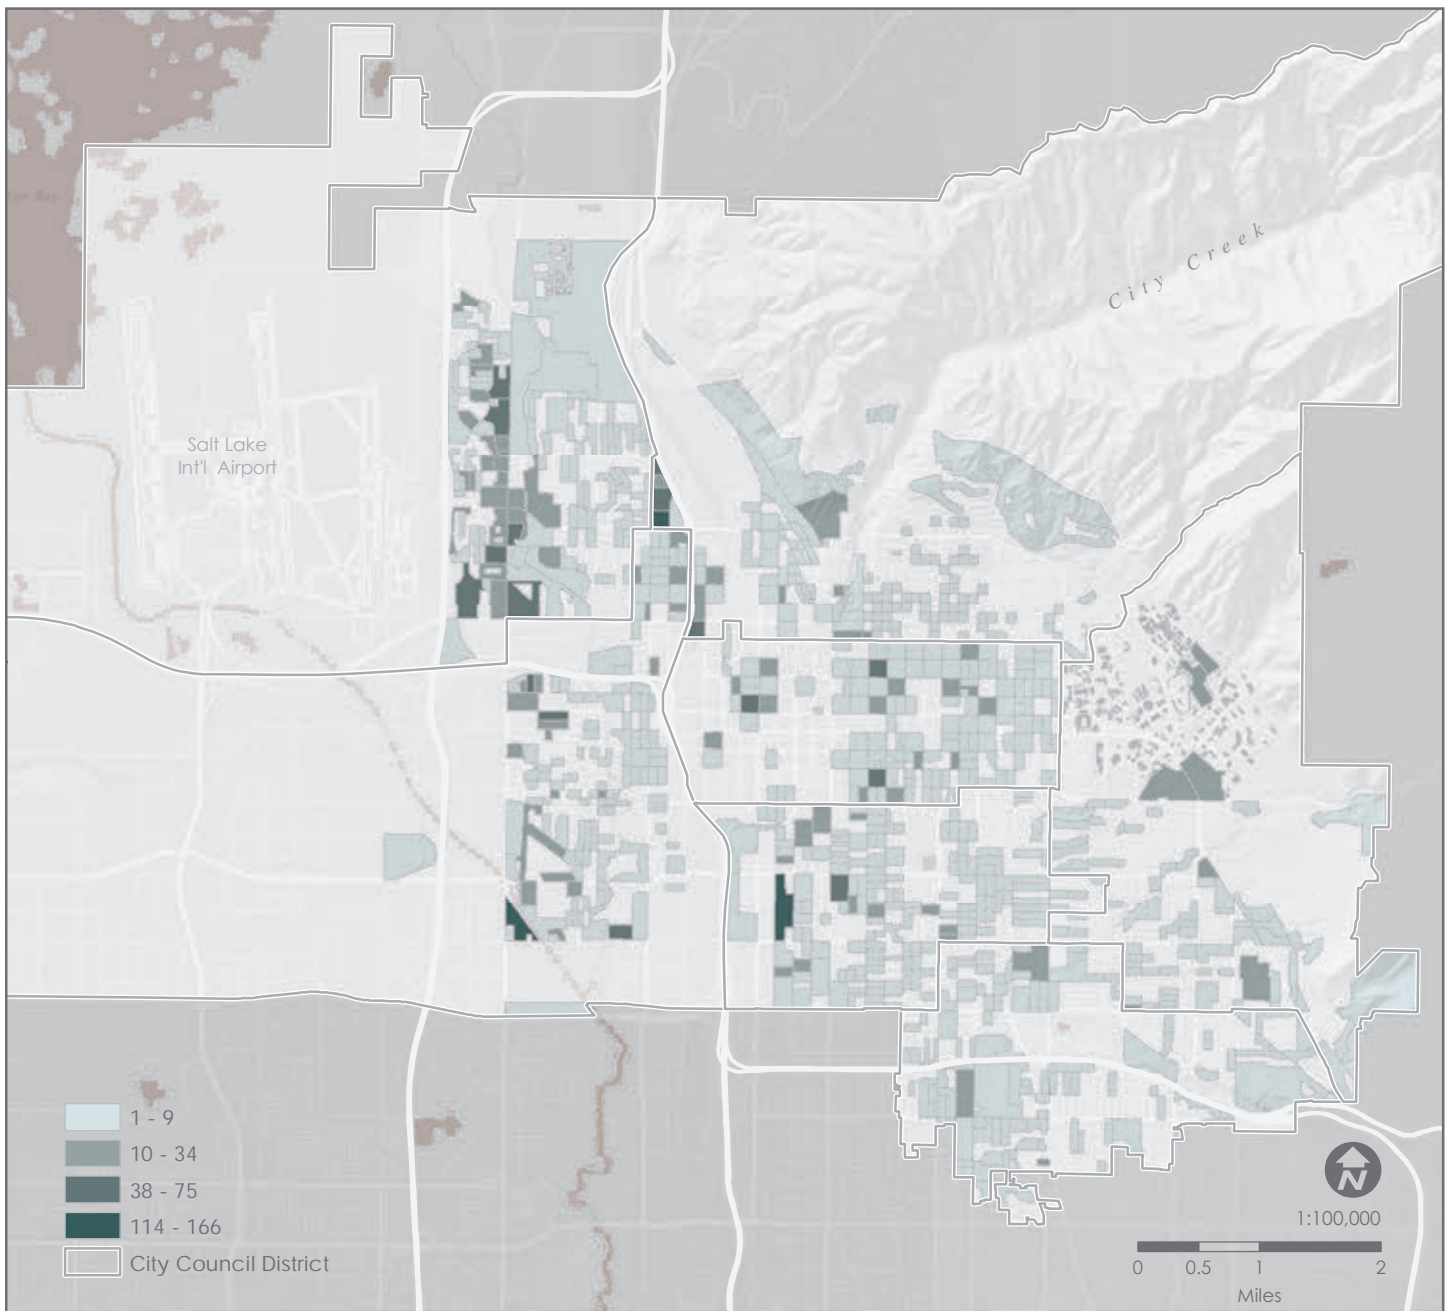 City Creek
Salt Lake
Int'l Airport
1 - 9
10 - 34
38 - 75
114 - 166
City Council District
N
1:100,000
0 0.5 1 2
Miles